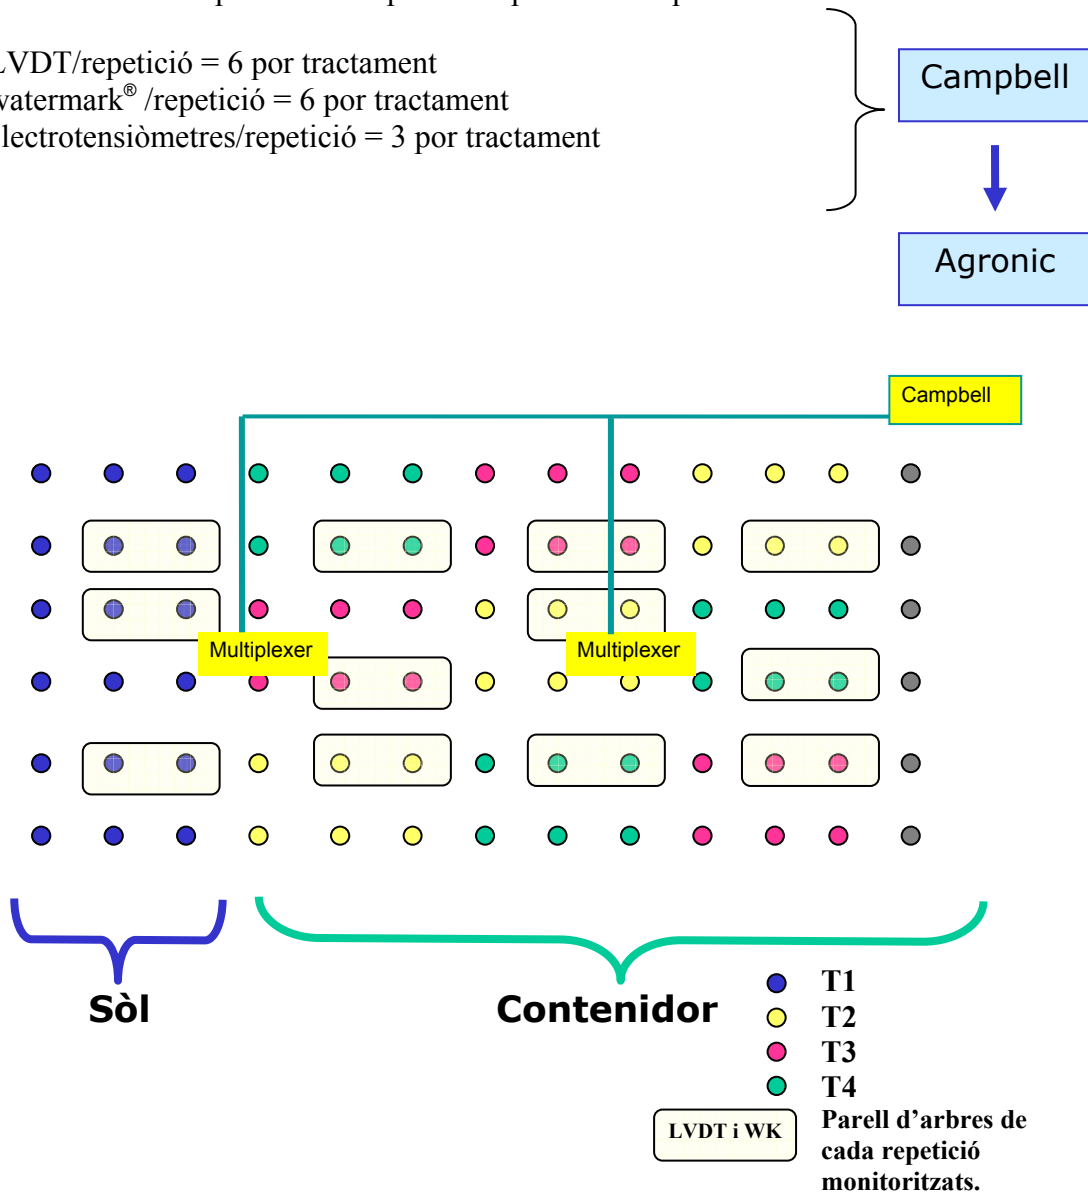 LVDT/repetició = 6 por tractament
watermark® /repetició = 6 por tractament
electrotensiòmetres/repetició = 3 por tractament
Campbell
Agronic
Campbell
Multiplexer
Multiplexer
Sòl
Contenidor
T1
T2
T3
T4
LVDT i WK
Parell d'arbres de
cada repetició
monitoritzats.